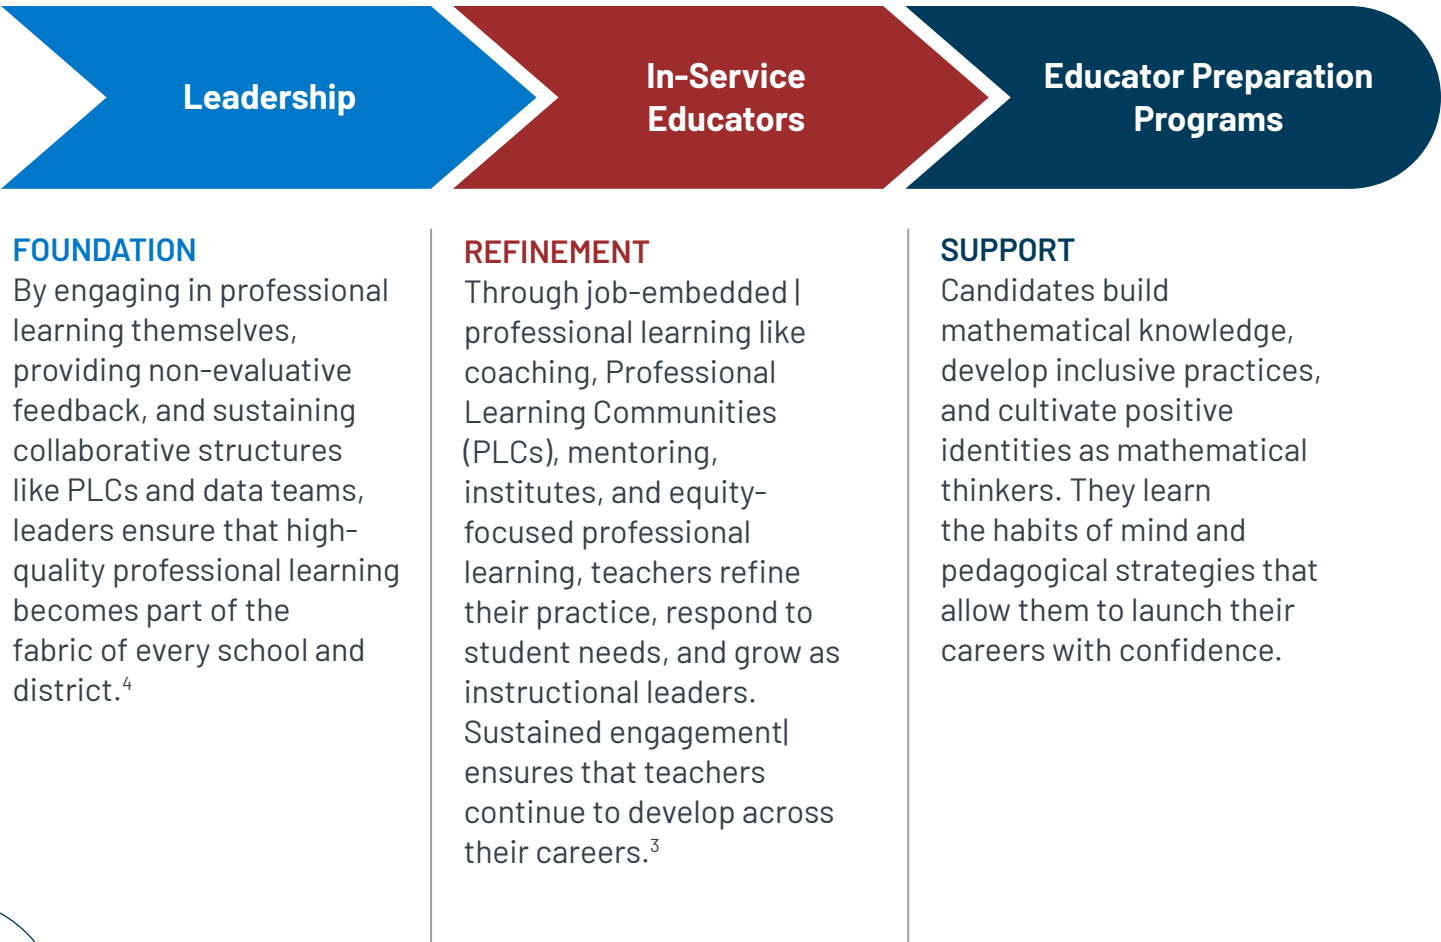 Leadership
In-Service
Educators
Educator Preparation
Programs
FOUNDATION
By engaging in professional
learning themselves,
providing non-evaluative
feedback, and sustaining
collaborative structures
like PLCs and data teams,
leaders ensure that high-
quality professional learning
becomes part of the
fabric of every school and
district.⁴
REFINEMENT
Through job-embedded |
professional learning like
coaching, Professional
Learning Communities
(PLCs), mentoring,
institutes, and equity-
focused professional
learning, teachers refine
their practice, respond to
student needs, and grow as
instructional leaders.
Sustained engagement|
ensures that teachers
continue to develop across
their careers.³
SUPPORT
Candidates build
mathematical knowledge,
develop inclusive practices,
and cultivate positive
identities as mathematical
thinkers. They learn
the habits of mind and
pedagogical strategies that
allow them to launch their
careers with confidence.